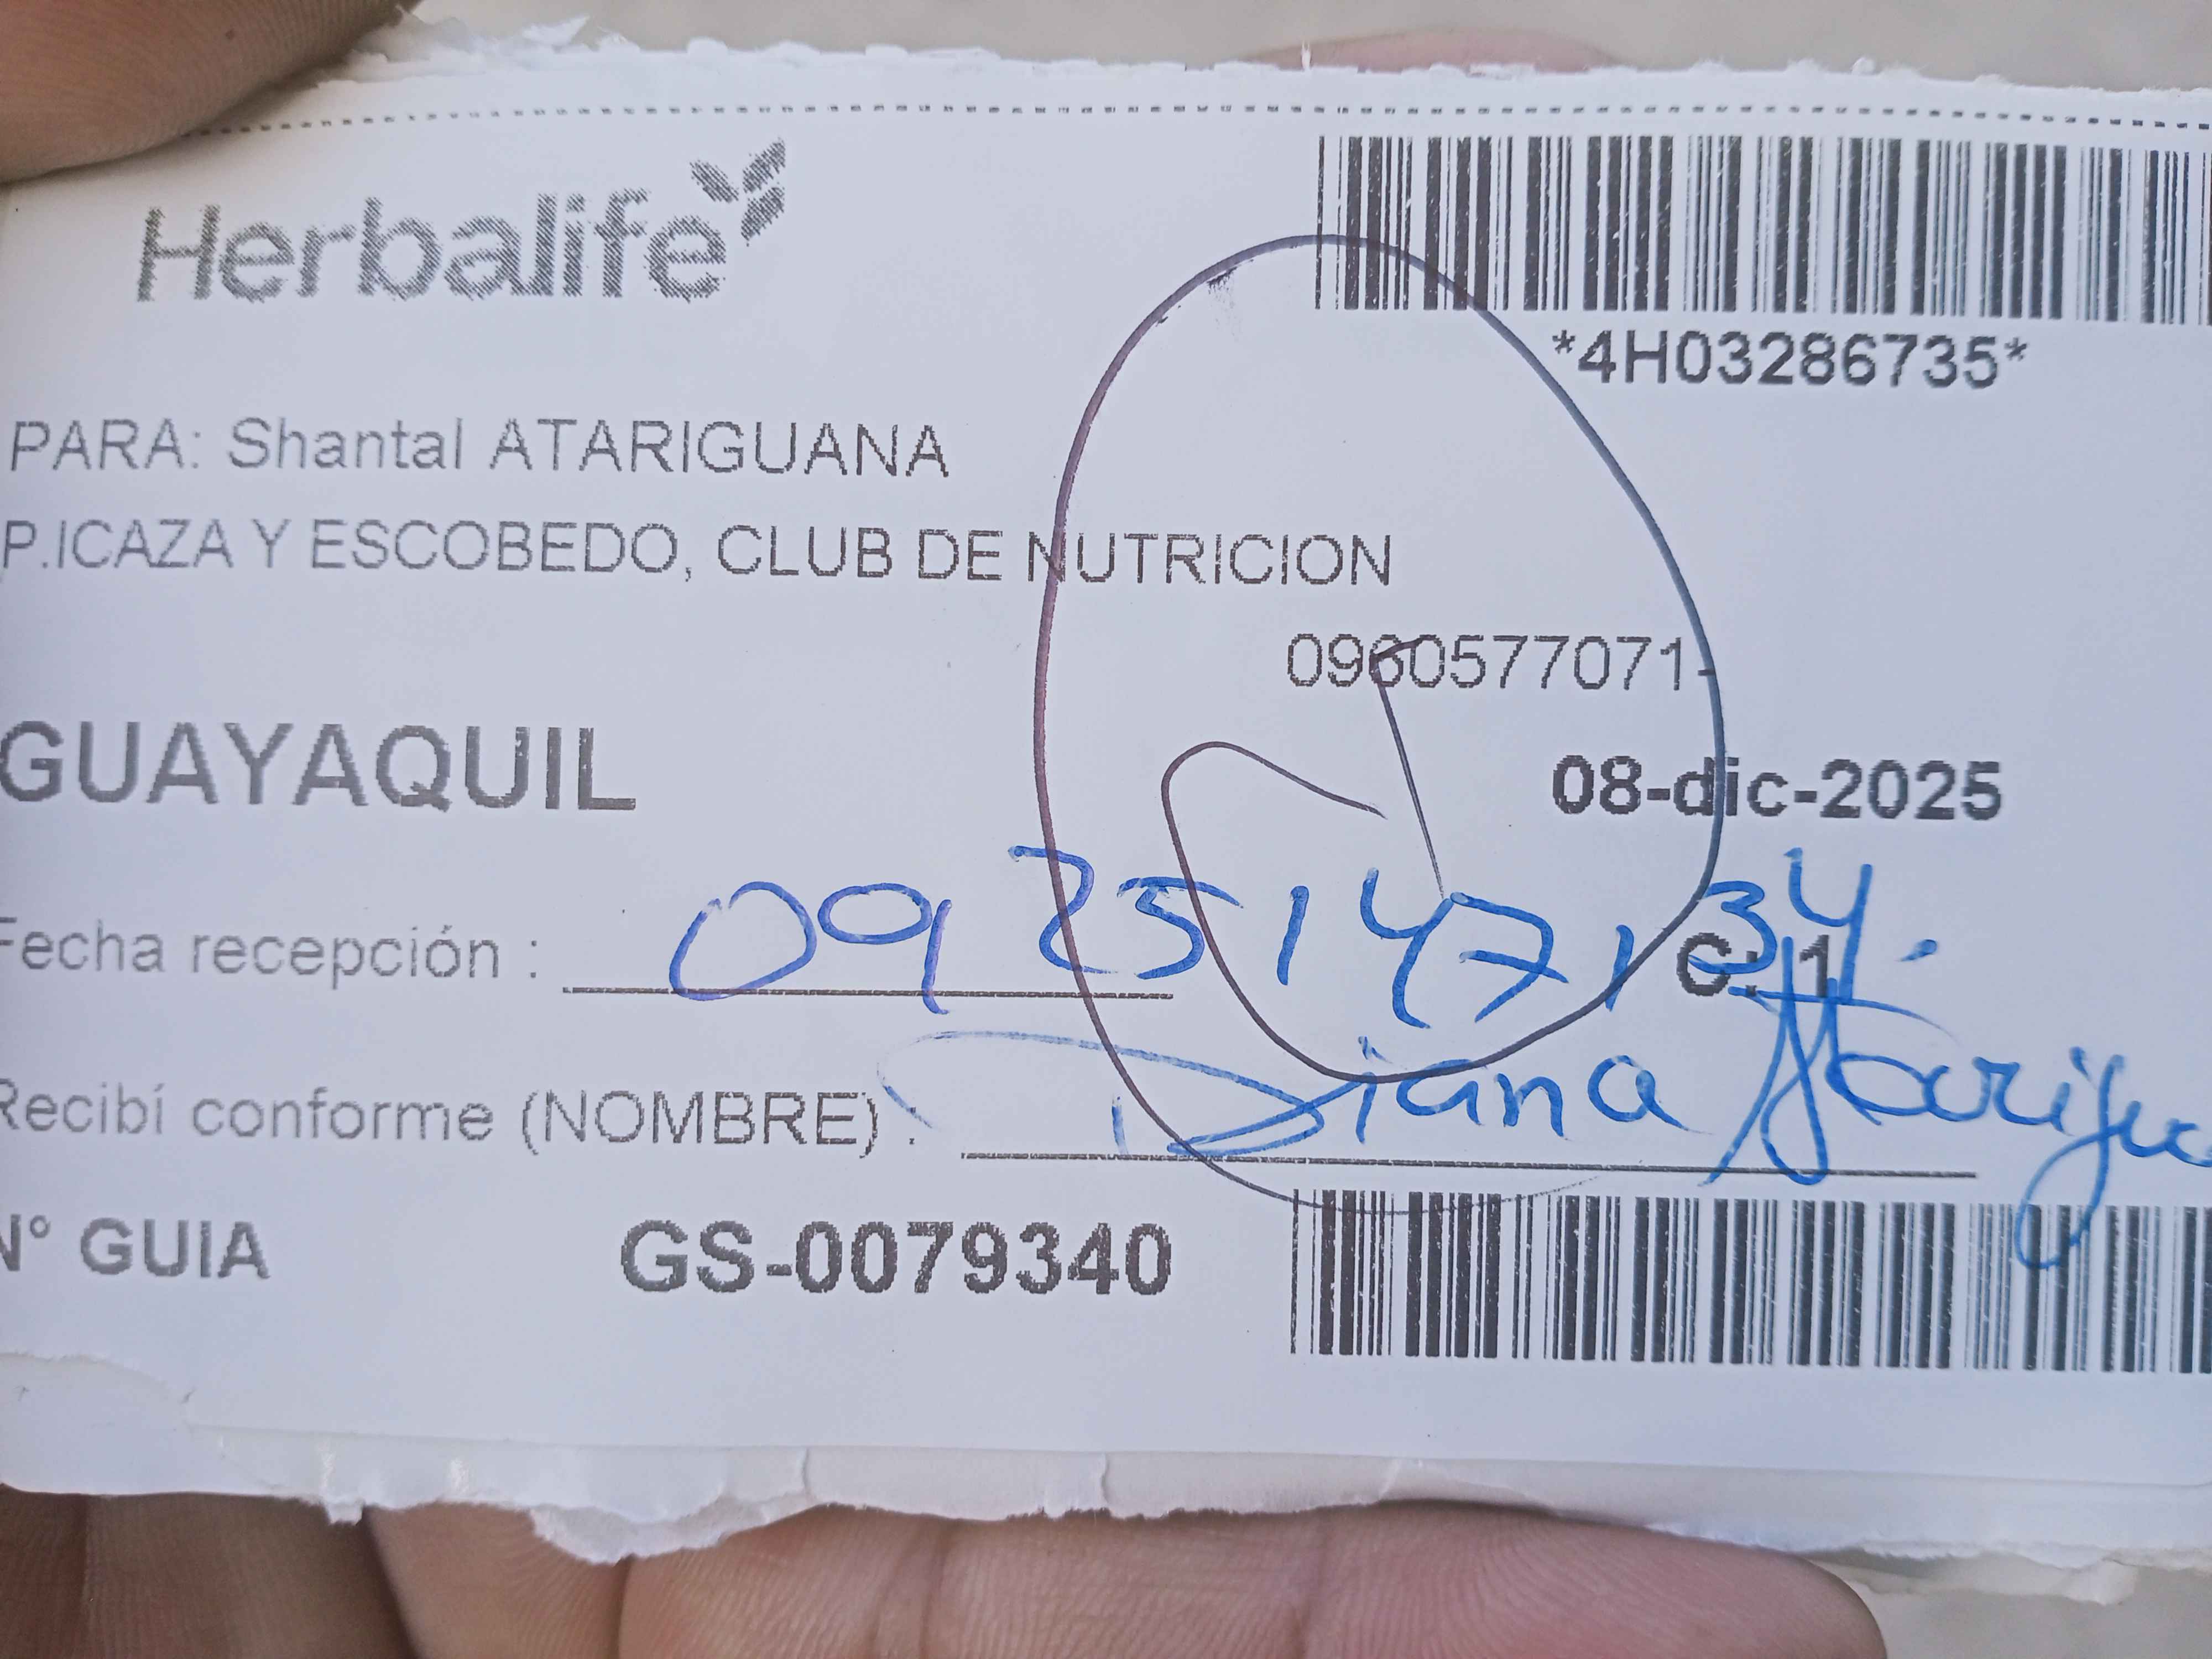 Herbalife
*4H03286735*
PARA: Shantal ATARIGUANA
P.ICAZA Y ESCOBEDO, CLUB DE NUTRICION
0960577071-
GUAYAQUIL
08-dic-2025
Fecha recepción : 0925147134.
C: 1
Recibí conforme (NOMBRE) : Diana Atarigua
N° GUIA GS-0079340